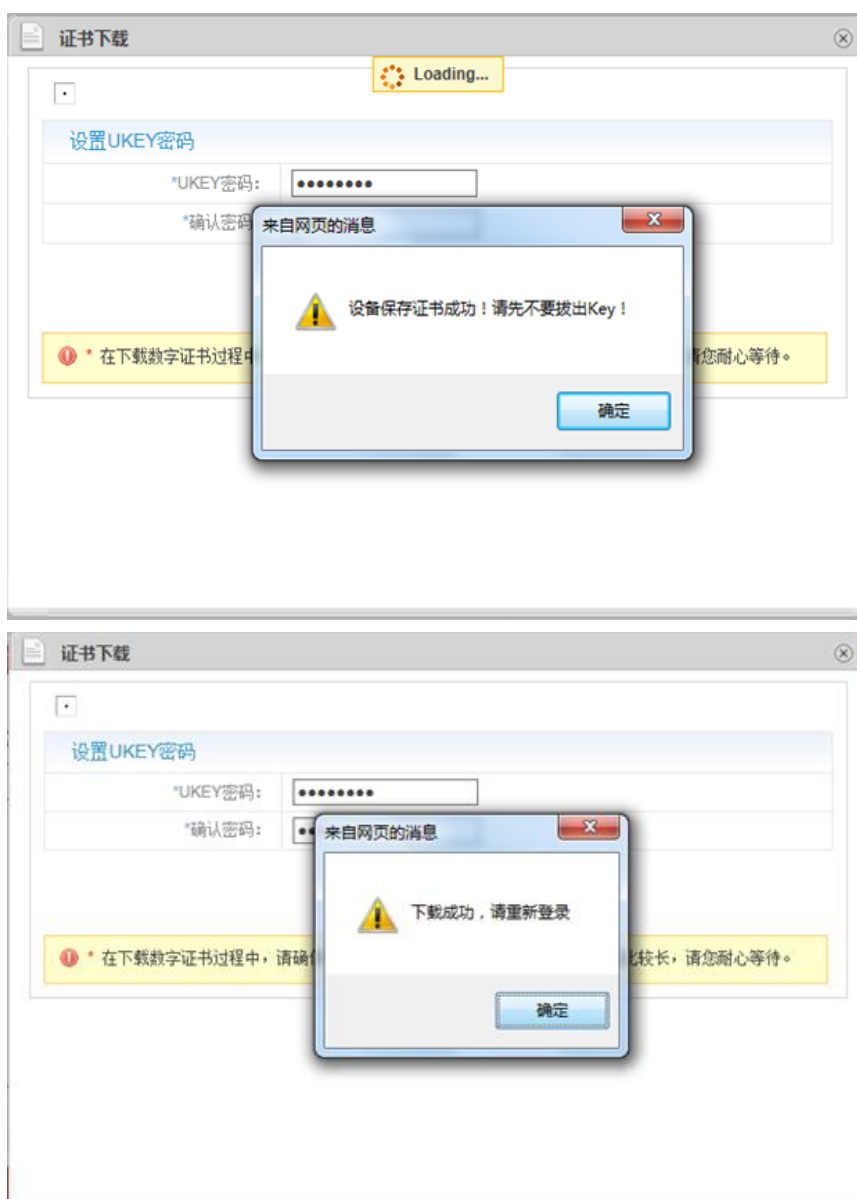 证书下载
Loading...
设置UKEY密码
*UKEY密码:
*确认密码
来自网页的消息
设备保存证书成功！请先不要拔出Key！
* 在下载数字证书过程中
请您耐心等待。
确定
证书下载
设置UKEY密码
*UKEY密码:
*确认密码:
来自网页的消息
下载成功，请重新登录
* 在下载数字证书过程中，请确
比较长，请您耐心等待。
确定